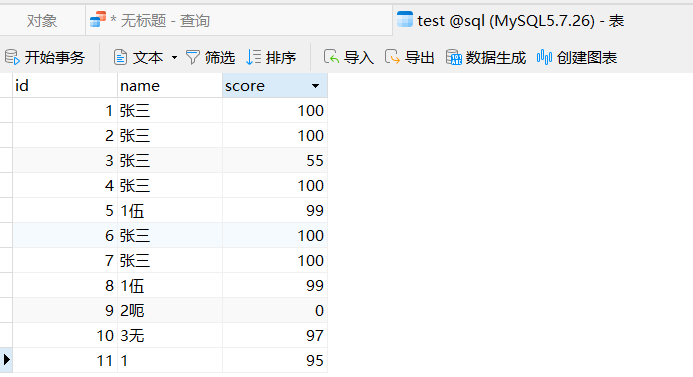 对象 * 无标题 - 查询 test @sql (MySQL5.7.26) - 表
开始事务 文本 筛选 排序 导入 导出 数据生成 创建图表
id name score
1 张三 100
2 张三 100
3 张三 55
4 张三 100
5 1伍 99
6 张三 100
7 张三 100
8 1伍 99
9 2呃 0
10 3无 97
11 1 95